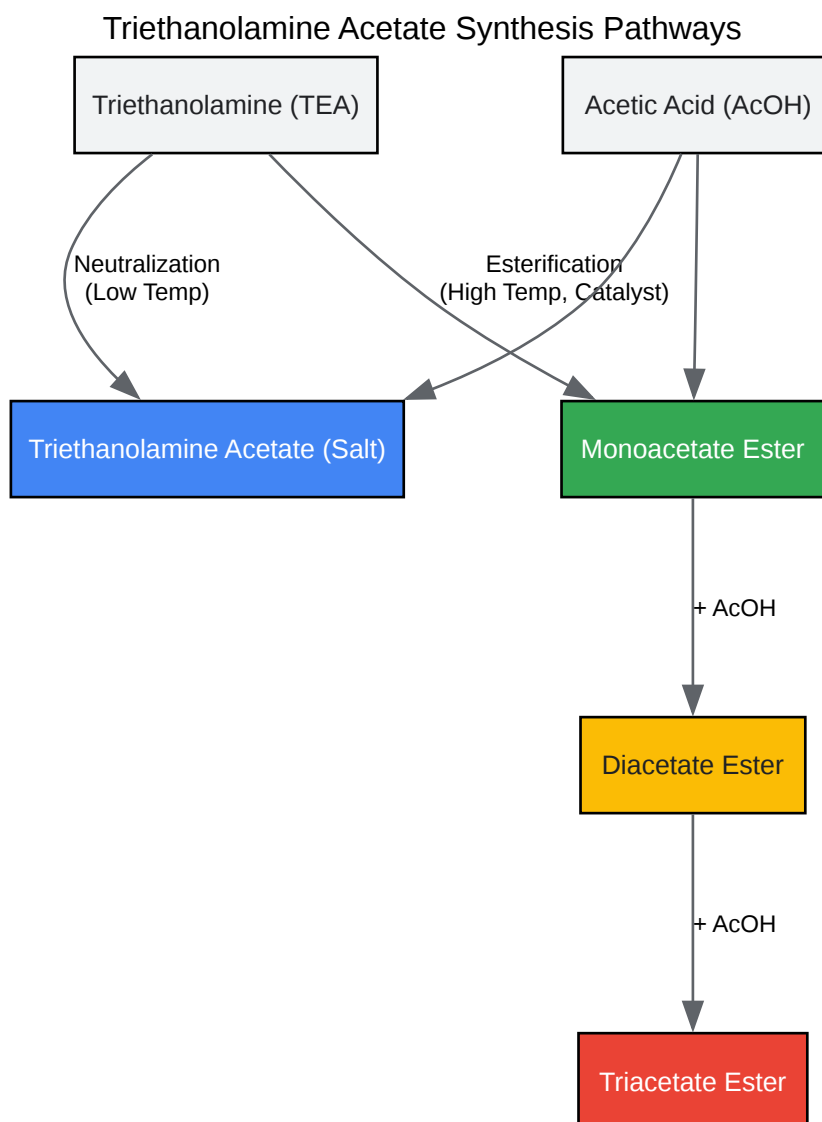 Triethanolamine Acetate Synthesis Pathways
Triethanolamine (TEA)
Acetic Acid (AcOH)
Neutralization
(Low Temp)
Esterification
(High Temp, Catalyst)
Triethanolamine Acetate (Salt)
Monoacetate Ester
+ AcOH
Diacetate Ester
+ AcOH
Triacetate Ester